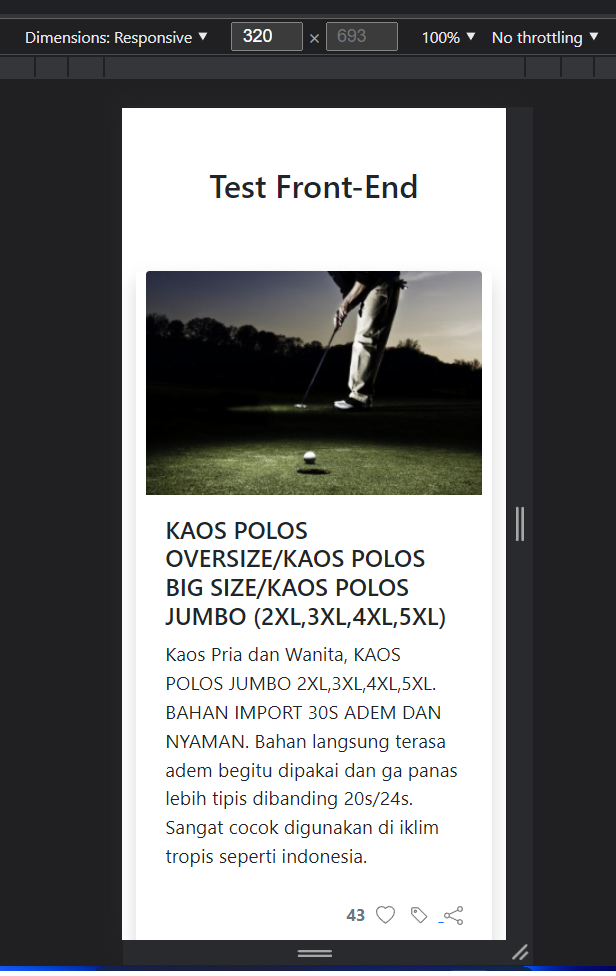 Dimensions: Responsive ▼ 320 × 693 100% ▼ No throttling ▼
Test Front-End
KAOS POLOS
OVERSIZE/KAOS POLOS
BIG SIZE/KAOS POLOS
JUMBO (2XL,3XL,4XL,5XL)
Kaos Pria dan Wanita, KAOS
POLOS JUMBO 2XL,3XL,4XL,5XL.
BAHAN IMPORT 30S ADEM DAN
NYAMAN. Bahan langsung terasa
adem begitu dipakai dan ga panas
lebih tipis dibanding 20s/24s.
Sangat cocok digunakan di iklim
tropis seperti indonesia.
43